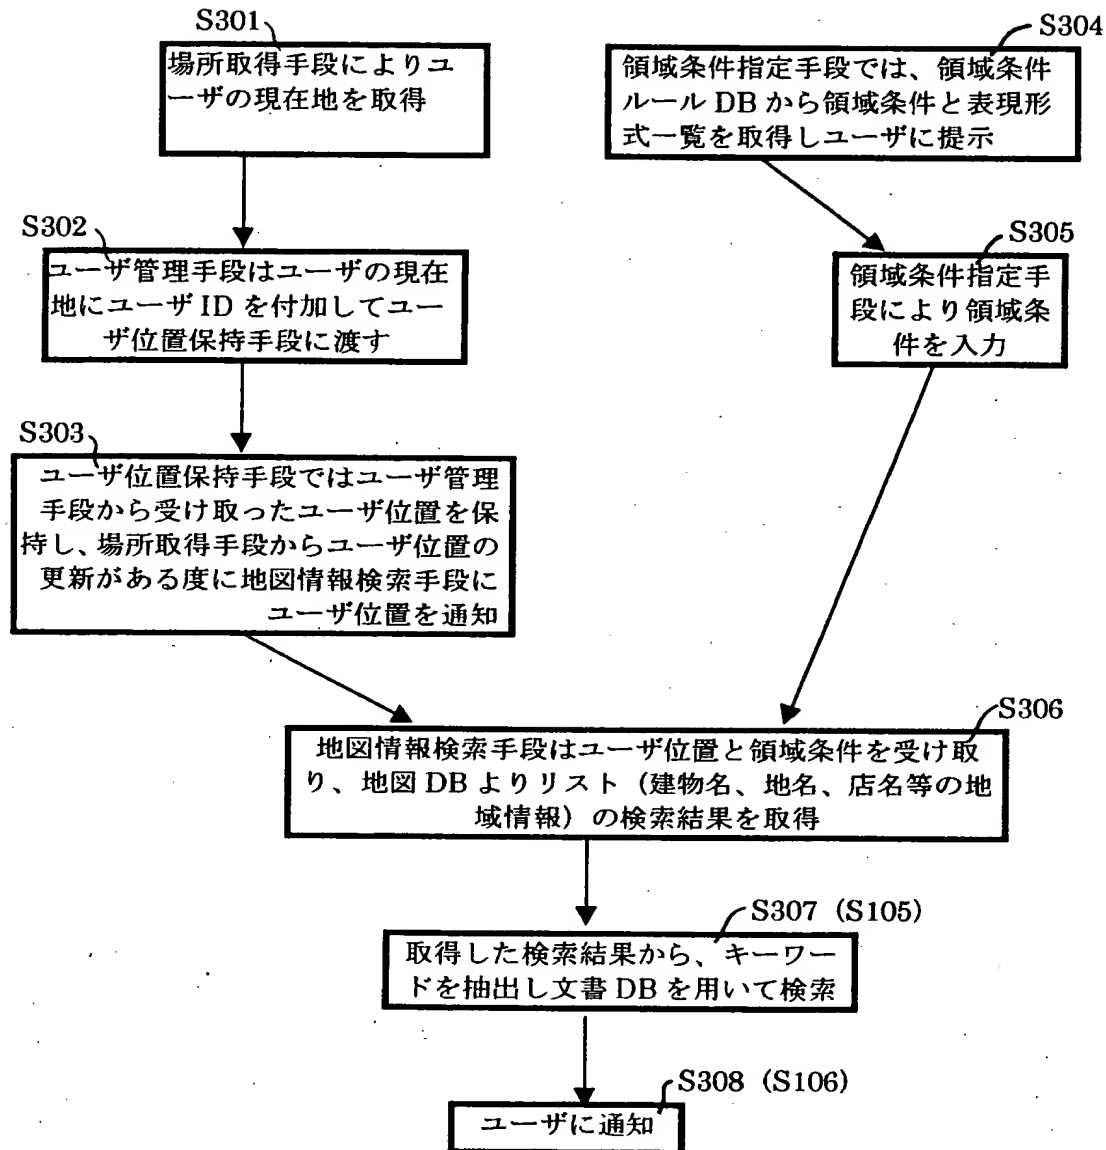 S301
場所取得手段によりユ
ーザの現在地を取得
S302
ユーザ管理手段はユーザの現在
地にユーザ ID を付加してユー
ザ位置保持手段に渡す
S303
ユーザ位置保持手段ではユーザ管理
手段から受け取ったユーザ位置を保
持し、場所取得手段からユーザ位置の
更新がある度に地図情報検索手段に
ユーザ位置を通知
S304
領域条件指定手段では、領域条件
ルール DB から領域条件と表現形
式一覧を取得しユーザに提示
S305
領域条件指定手
段により領域条
件を入力
S306
地図情報検索手段はユーザ位置と領域条件を受け取
り、地図 DB よりリスト（建物名、地名、店名等の地
域情報）の検索結果を取得
S307 (S105)
取得した検索結果から、キーワー
ドを抽出し文書 DB を用いて検索
S308 (S106)
ユーザに通知